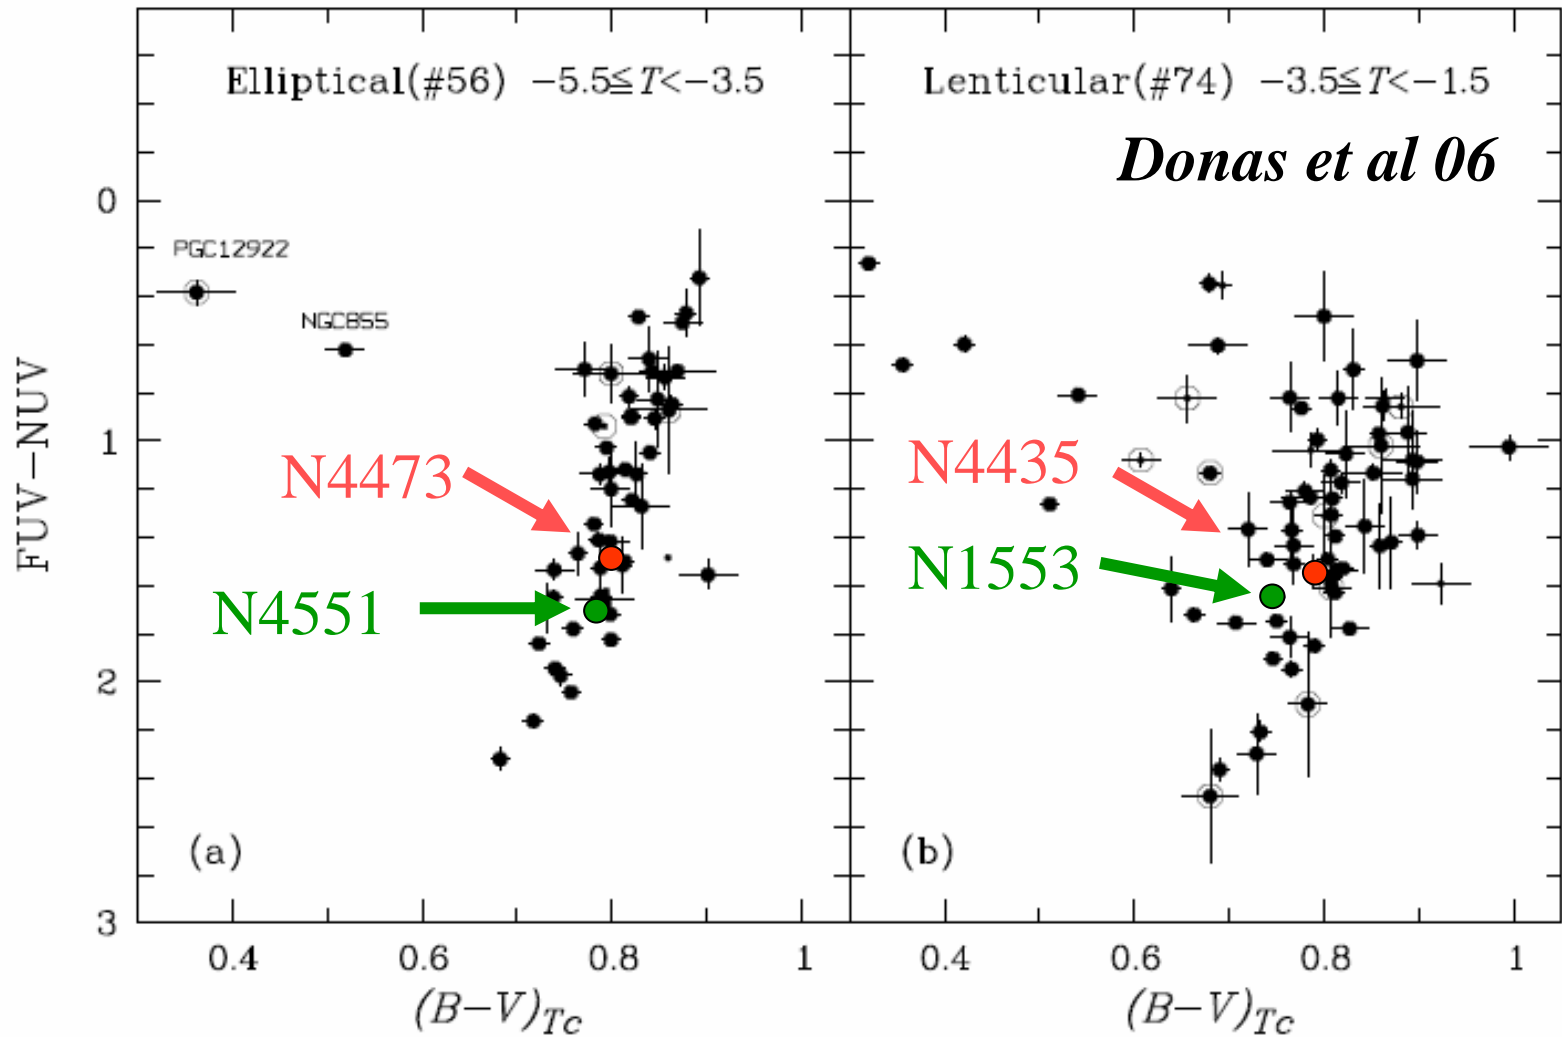 Elliptical(#56) −5.5≦T<−3.5
Lenticular(#74) −3.5≦T<−1.5
Donas et al 06
0
PGC12922
NGC855
FUV−NUV
1
N4473
N4435
N1553
N4551
2
(a)
(b)
3
0.4 0.6 0.8 1
0.4 0.6 0.8 1
(B−V)Tc
(B−V)Tc